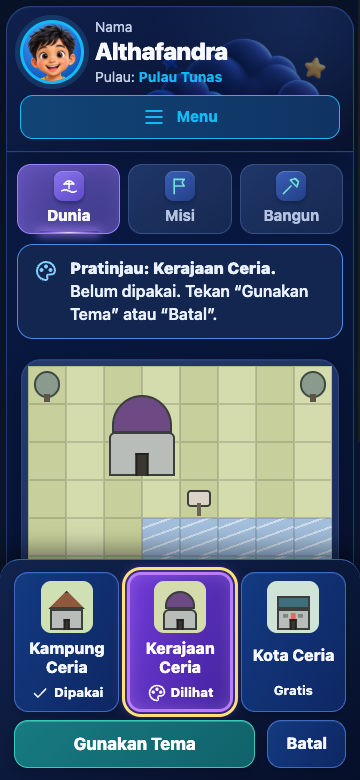 Nama
Althafandra
Pulau: Pulau Tunas
Menu
Dunia
Misi
Bangun
Pratinjau: Kerajaan Ceria.
Belum dipakai. Tekan “Gunakan
Tema” atau “Batal”.
Kampung
Ceria
Dipakai
Kerajaan
Ceria
Dilihat
Kota Ceria
Gratis
Gunakan Tema
Batal